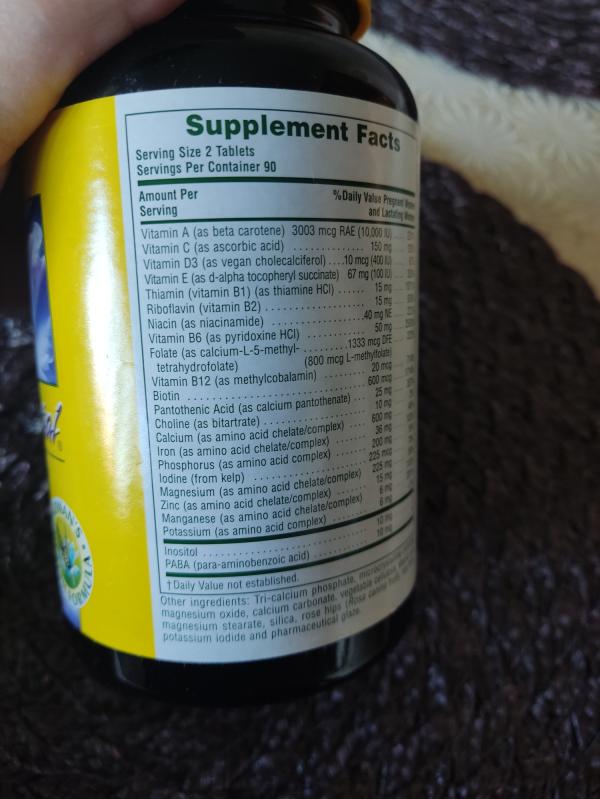 Supplement Facts
Serving Size 2 Tablets
Servings Per Container 90
Amount Per Serving
%Daily Value Pregnant Women
and Lactating Women
Vitamin A (as beta carotene) 3003 mcg RAE (10,000 IU)
Vitamin C (as ascorbic acid) .............. 150 mg
Vitamin D3 (as vegan cholecalciferol) ....10 mcg (400 IU)
Vitamin E (as d-alpha tocopheryl succinate) 67 mg (100 IU)
Thiamin (vitamin B1) (as thiamine HCl) ...... 15 mg
Riboflavin (vitamin B2) .................. 15 mg
Niacin (as niacinamide) .................. 40 mg NE
Vitamin B6 (as pyridoxine HCl) .............. 50 mg
Folate (as calcium-L-5-methyl- ........ 1333 mcg DFE
tetrahydrofolate) (800 mcg L-methylfolate)
Vitamin B12 (as methylcobalamin) .......... 20 mcg
Biotin .......................... 600 mcg
Pantothenic Acid (as calcium pantothenate) .... 25 mg
Choline (as bitartrate) .................. 10 mg
Calcium (as amino acid chelate/complex) ...... 600 mg
Iron (as amino acid chelate/complex) ........ 36 mg
Phosphorus (as amino acid complex) ........ 200 mg
Iodine (from kelp) .................. 225 mcg
Magnesium (as amino acid chelate/complex) 225 mg
Zinc (as amino acid chelate/complex) ...... 15 mg
Manganese (as amino acid chelate/complex) 6 mg
Potassium (as amino acid complex) ........ 6 mg
Inositol .......................... 10 mg
PABA (para-aminobenzoic acid) .............. 10 mg
† Daily Value not established.
Other ingredients: Tri-calcium phosphate, microcrystalline
magnesium oxide, calcium carbonate, vegetable cellulose,
magnesium stearate, silica, rose hips (Rosa canina fruit),
potassium iodide and pharmaceutical glaze.